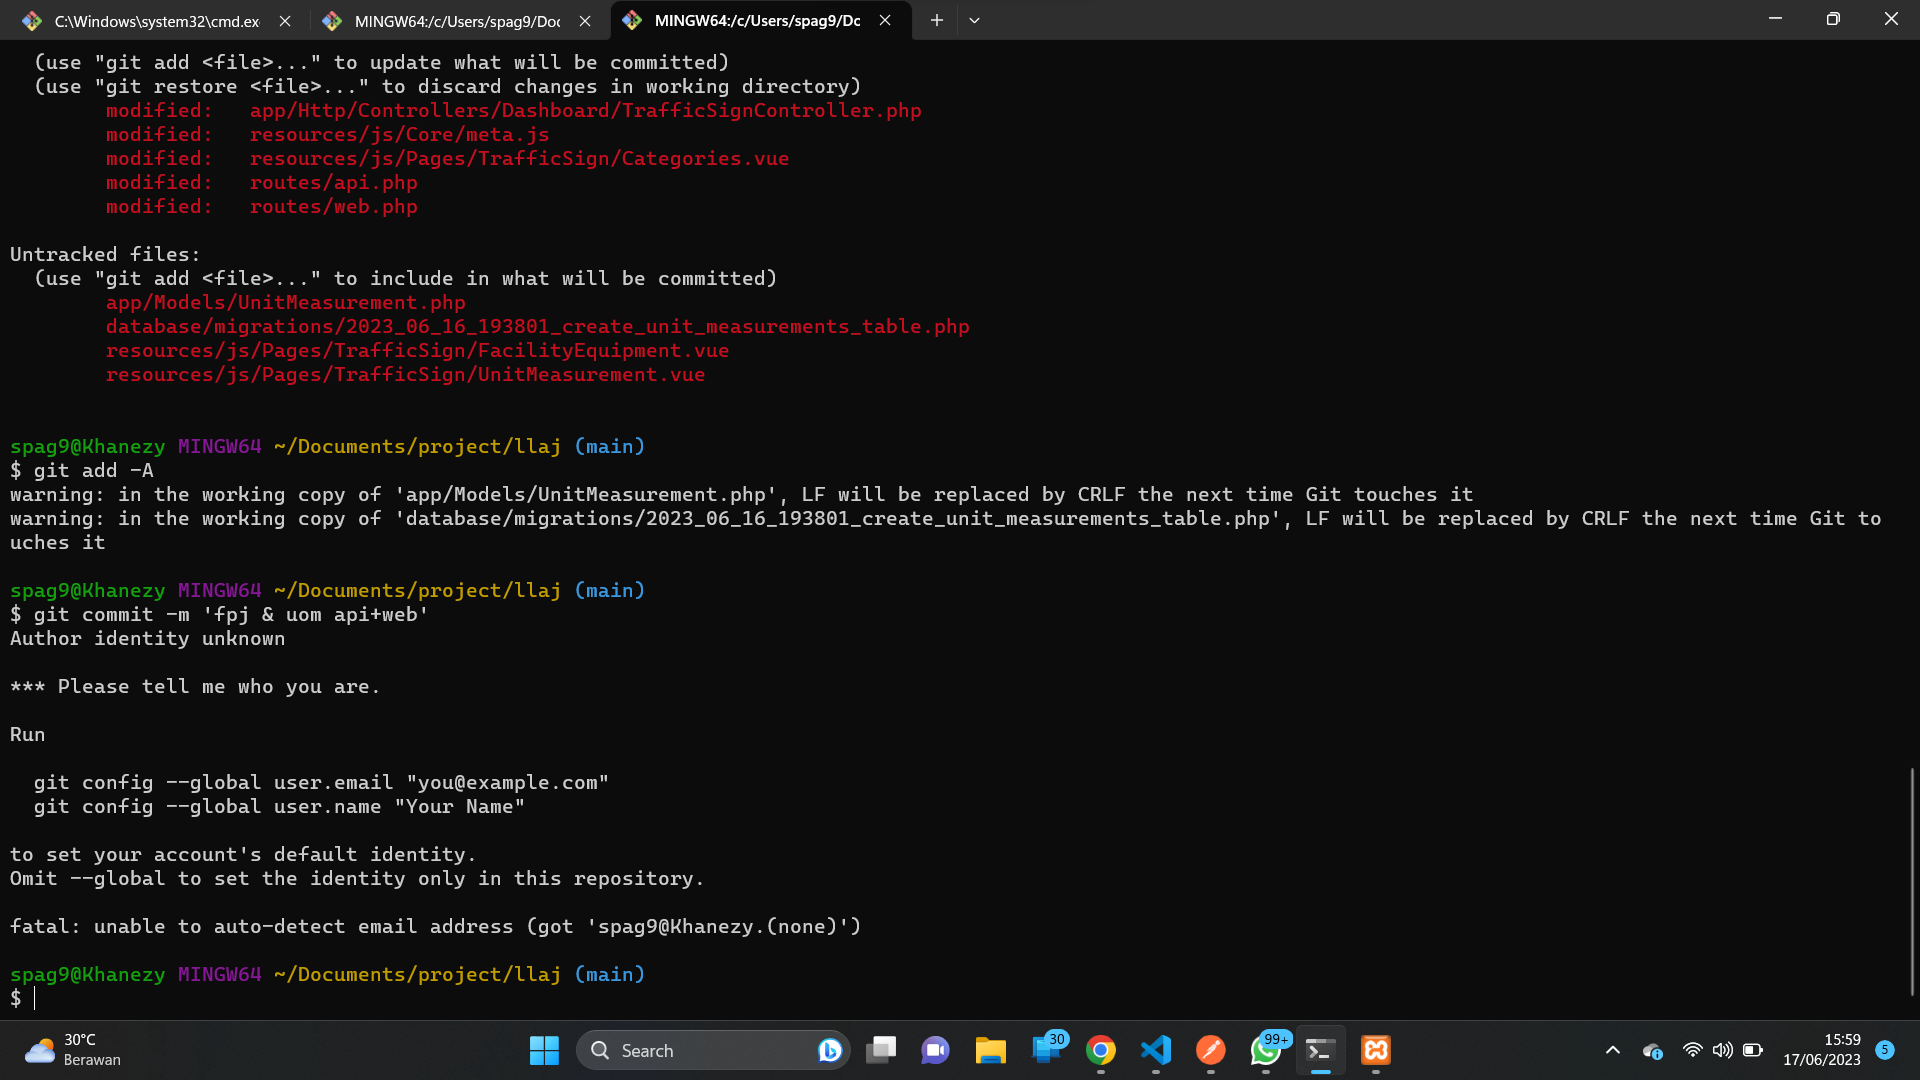 C:\Windows\system32\cmd.ex
MINGW64:/c/Users/spag9/Doc
MINGW64:/c/Users/spag9/Dc
(use "git add <file>..." to update what will be committed)
(use "git restore <file>..." to discard changes in working directory)
modified:   app/Http/Controllers/Dashboard/TrafficSignController.php
modified:   resources/js/Core/meta.js
modified:   resources/js/Pages/TrafficSign/Categories.vue
modified:   routes/api.php
modified:   routes/web.php
Untracked files:
(use "git add <file>..." to include in what will be committed)
app/Models/UnitMeasurement.php
database/migrations/2023_06_16_193801_create_unit_measurements_table.php
resources/js/Pages/TrafficSign/FacilityEquipment.vue
resources/js/Pages/TrafficSign/UnitMeasurement.vue
spag9@Khanezy MINGW64 ~/Documents/project/llaj (main)
$ git add -A
warning: in the working copy of 'app/Models/UnitMeasurement.php', LF will be replaced by CRLF the next time Git touches it
warning: in the working copy of 'database/migrations/2023_06_16_193801_create_unit_measurements_table.php', LF will be replaced by CRLF the next time Git to
uches it
spag9@Khanezy MINGW64 ~/Documents/project/llaj (main)
$ git commit -m 'fpj & uom api+web'
Author identity unknown
*** Please tell me who you are.
Run
git config --global user.email "you@example.com"
git config --global user.name "Your Name"
to set your account's default identity.
Omit --global to set the identity only in this repository.
fatal: unable to auto-detect email address (got 'spag9@Khanezy.(none)')
spag9@Khanezy MINGW64 ~/Documents/project/llaj (main)
$
30°C
Berawan
Search
30
99+
15:59
17/06/2023
5